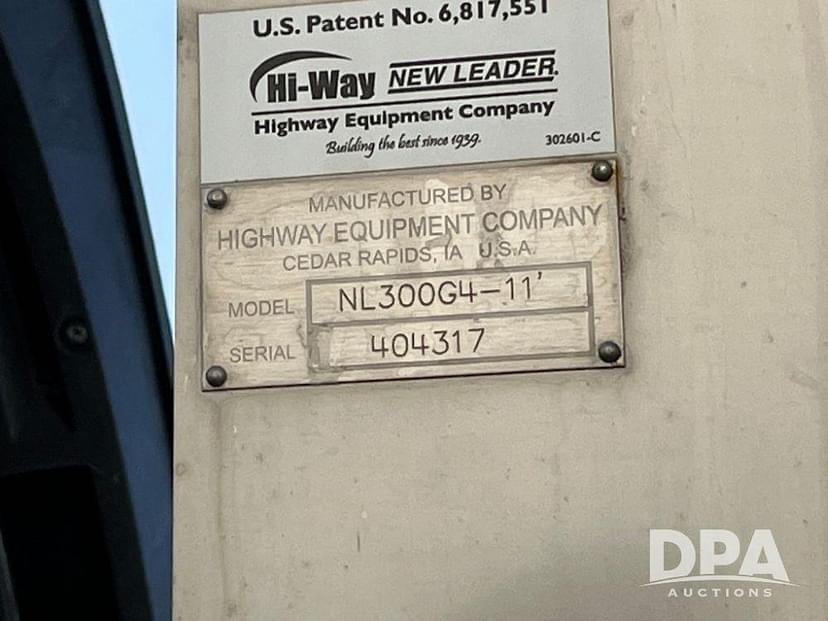 U.S. Patent No. 6,817,551
Hi-Way NEW LEADER.
Highway Equipment Company
Building the best since 1939.
302601-C
MANUFACTURED BY
HIGHWAY EQUIPMENT COMPANY
CEDAR RAPIDS, IA U.S.A.
MODEL NL300G4-11'
SERIAL 404317
DPA
AUCTIONS